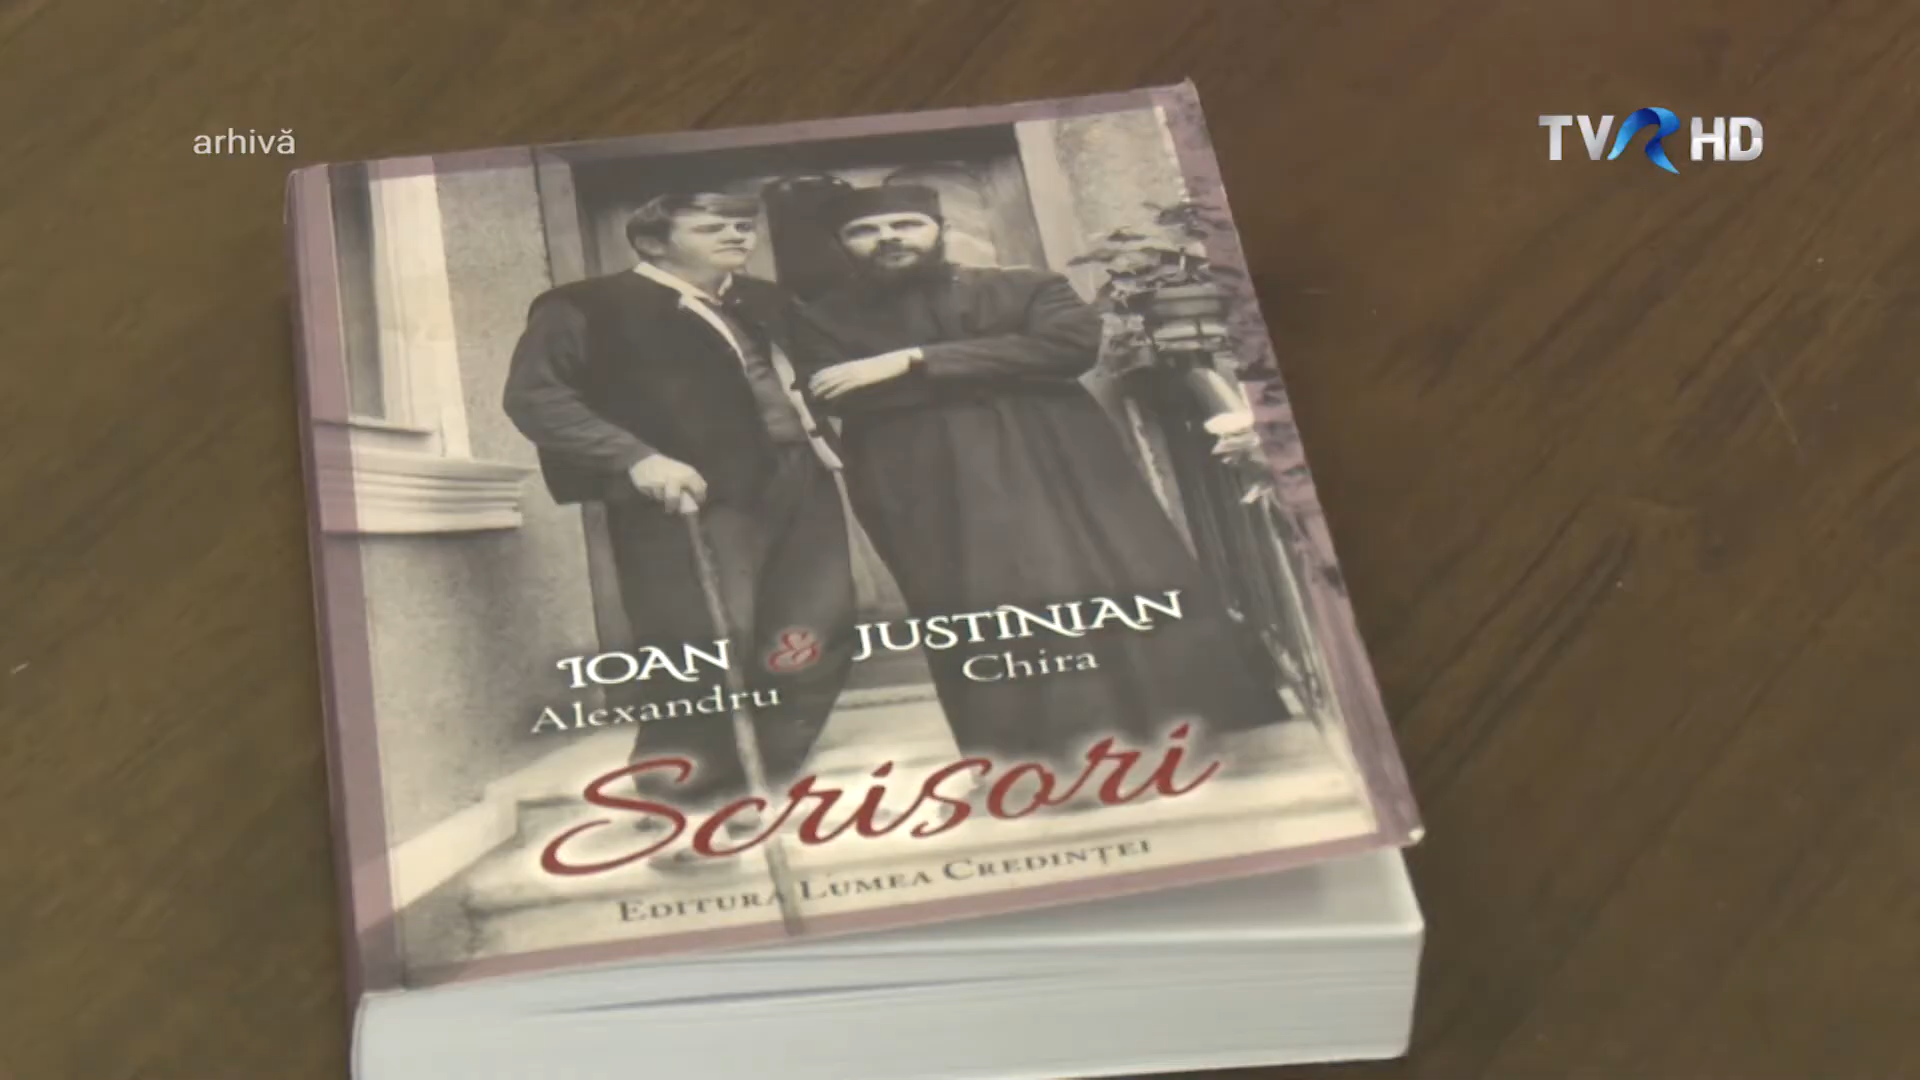 arhivă
TVR HD
IOAN & JUSTINIAN
Alexandru Chira
Scrisori
EDITURA LUMEA CREDINȚEI